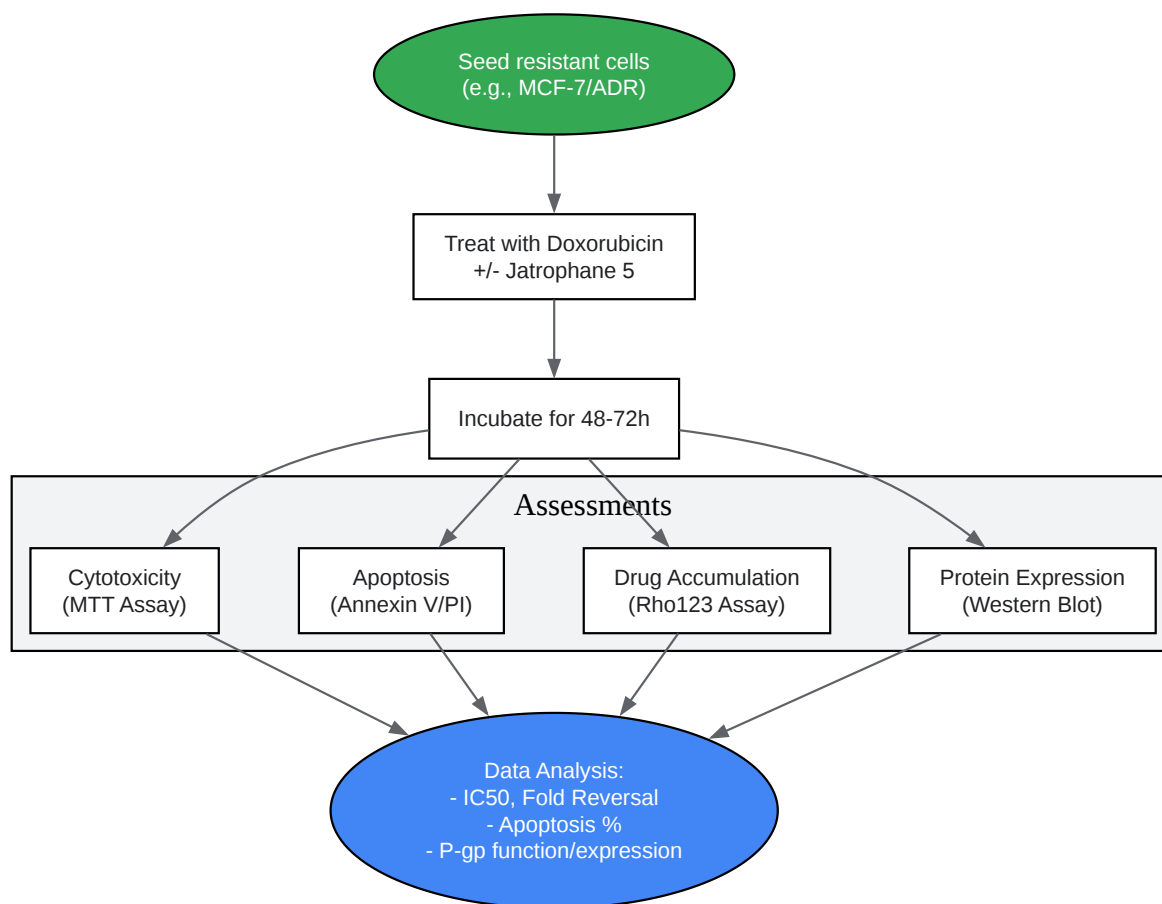 Seed resistant cells
(e.g., MCF-7/ADR)
Treat with Doxorubicin
+/- Jatrophane 5
Incubate for 48-72h
Assessments
Cytotoxicity
(MTT Assay)
Apoptosis
(Annexin V/PI)
Drug Accumulation
(Rho123 Assay)
Protein Expression
(Western Blot)
Data Analysis:
- IC50, Fold Reversal
- Apoptosis %
- P-gp function/expression